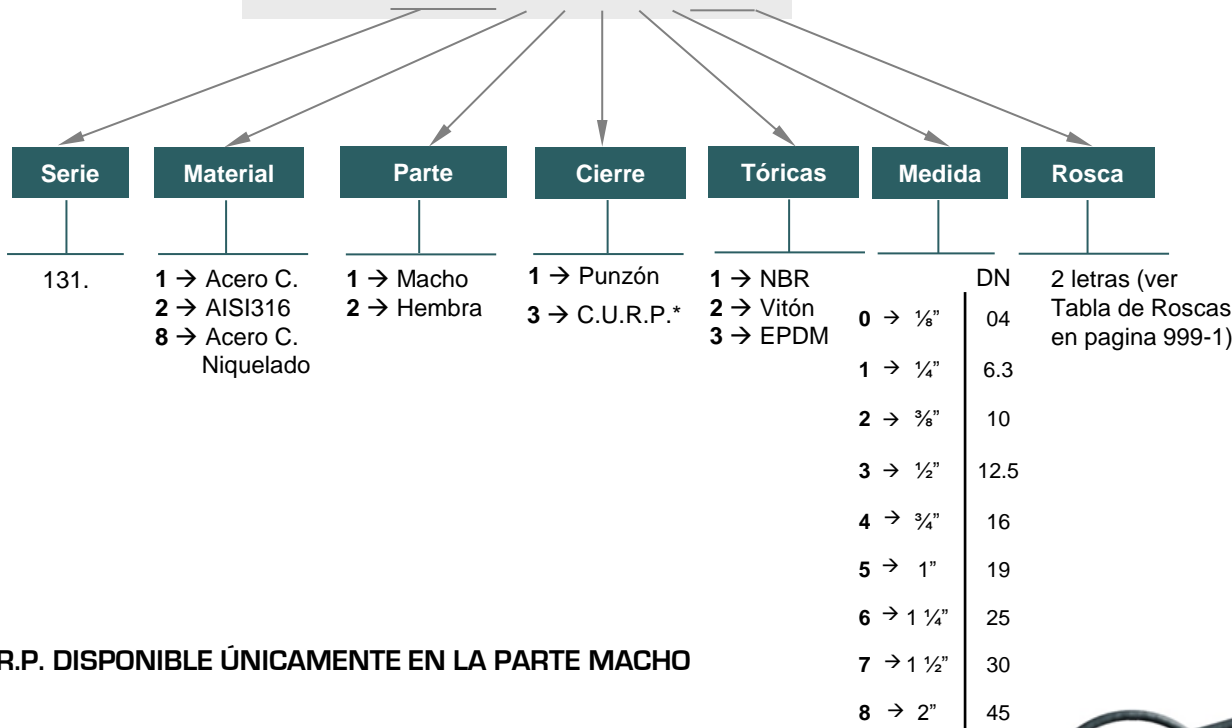 Serie
Material
Parte
Cierre
Tóricas
Medida
Rosca
131.
1 → Acero C.
2 → AISI316
8 → Acero C.
Niquelado
1 → Macho
2 → Hembra
1 → Punzón
3 → C.U.R.P.*
1 → NBR
2 → Vitón
3 → EPDM
DN
0 → ⅛” 04
1 → ¼” 6.3
2 → ⅜” 10
3 → ½” 12.5
4 → ¾” 16
5 → 1” 19
6 → 1 ¼” 25
7 → 1 ½” 30
8 → 2” 45
2 letras (ver
Tabla de Roscas
en pagina 999-1)
R.P. DISPONIBLE ÚNICAMENTE EN LA PARTE MACHO